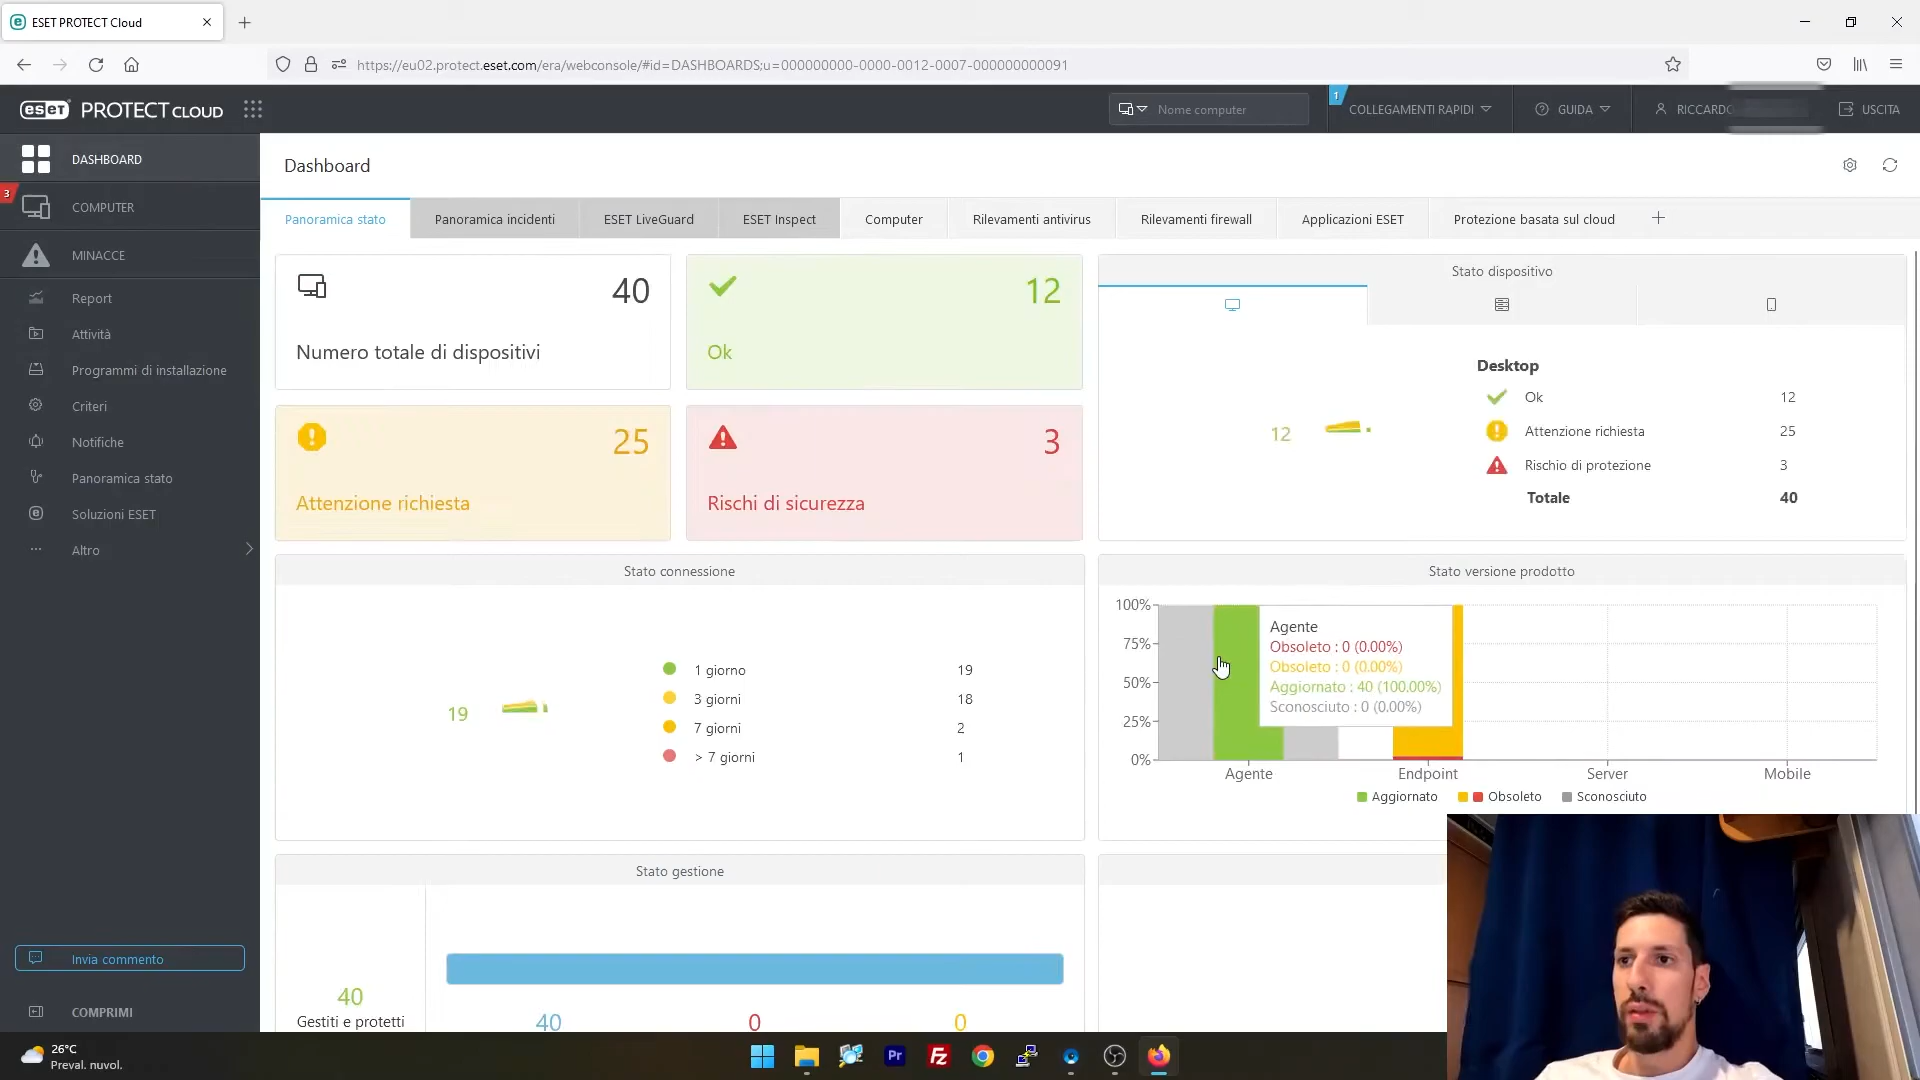 ESET PROTECT Cloud
https://eu02.protect.eset.com/era/webconsole/#id=DASHBOARDS;u=000000000-0000-0012-0007-000000000091
eset PROTECT CLOUD
Nome computer
1
COLLEGAMENTI RAPIDI
GUIDA
RICCARDO
USCITA
DASHBOARD
3
COMPUTER
MINACCE
Report
Attività
Programmi di installazione
Criteri
Notifiche
Panoramica stato
Soluzioni ESET
Altro
Invia commento
COMPRIMI
Dashboard
Panoramica stato
Panoramica incidenti
ESET LiveGuard
ESET Inspect
Computer
Rilevamenti antivirus
Rilevamenti firewall
Applicazioni ESET
Protezione basata sul cloud
40
Numero totale di dispositivi
12
Ok
25
Attenzione richiesta
3
Rischi di sicurezza
Stato dispositivo
12
Desktop
Ok 12
Attenzione richiesta 25
Rischio di protezione 3
Totale 40
Stato connessione
19
1 giorno 19
3 giorni 18
7 giorni 2
> 7 giorni 1
Stato versione prodotto
100%
75%
50%
25%
0%
Agente
Obsoleto : 0 (0.00%)
Obsoleto : 0 (0.00%)
Aggiornato : 40 (100.00%)
Sconosciuto : 0 (0.00%)
Agente Endpoint Server Mobile
Aggiornato Obsoleto Sconosciuto
Stato gestione
40
Gestiti e protetti
40 0 0
26°C
Preval. nuvol.
Pr
FZ